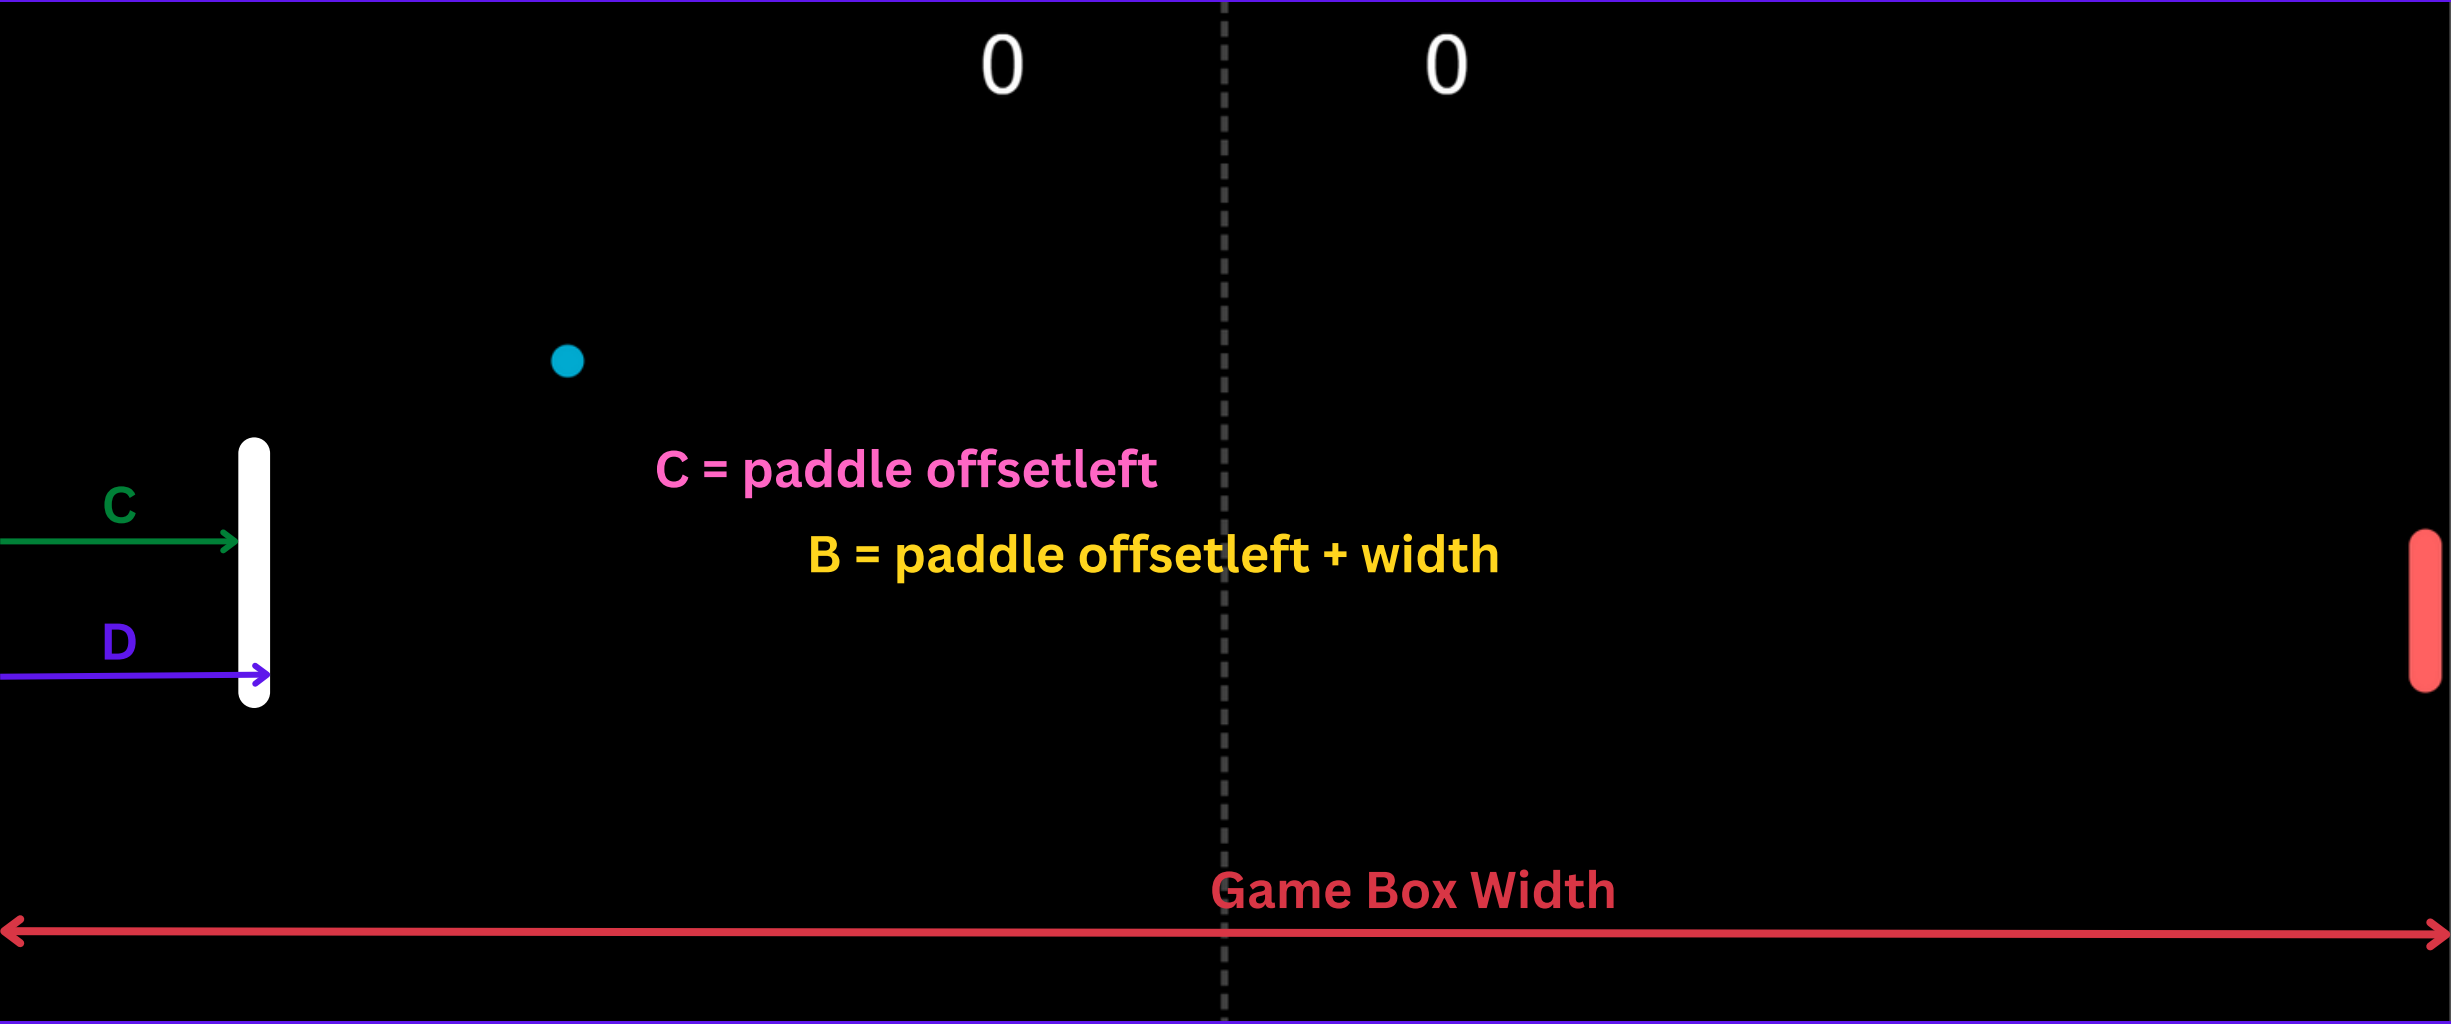 0 0
C = paddle offsetleft
C
B = paddle offsetleft + width
D
Game Box Width